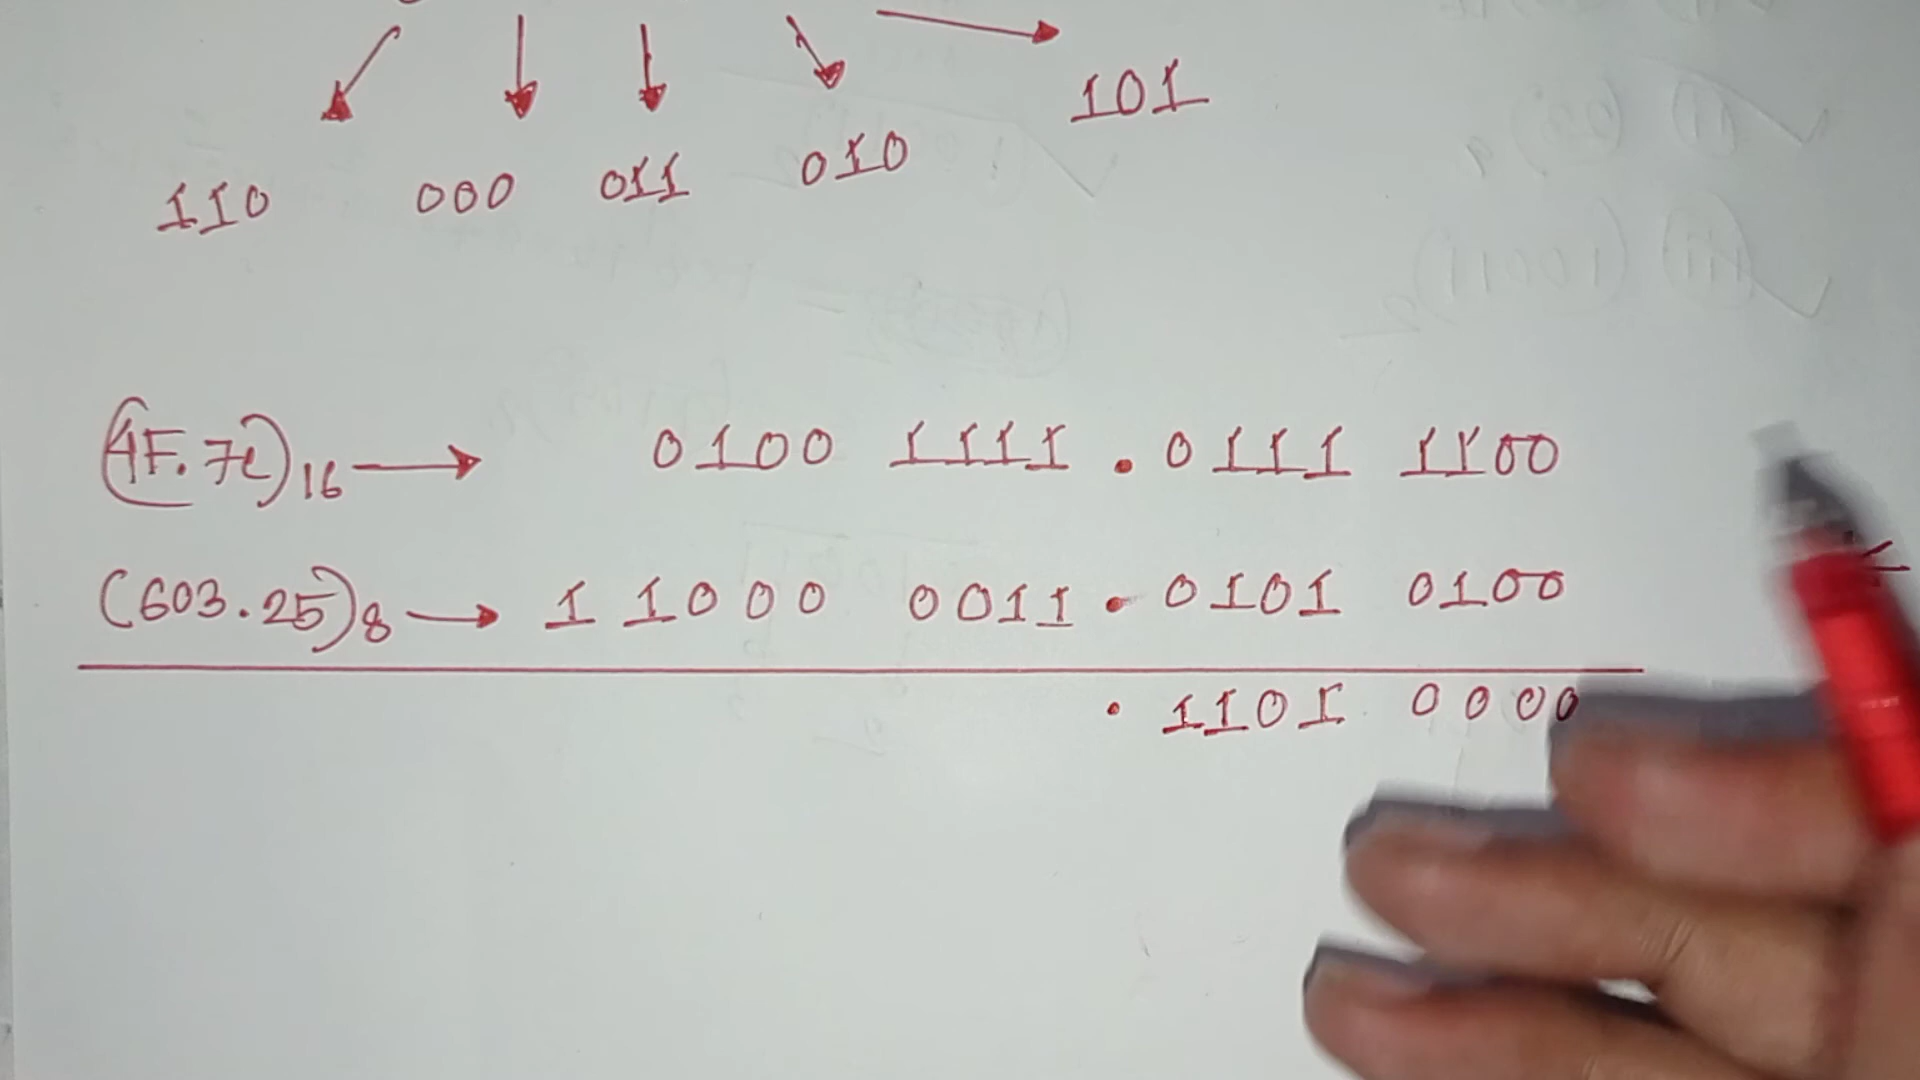 101
110 000 011 010
(4F.7C)16 → 0100 1111 . 0111 1100
(603.25)8 → 1 1000 0011 . 0101 0100
. 1101 0000